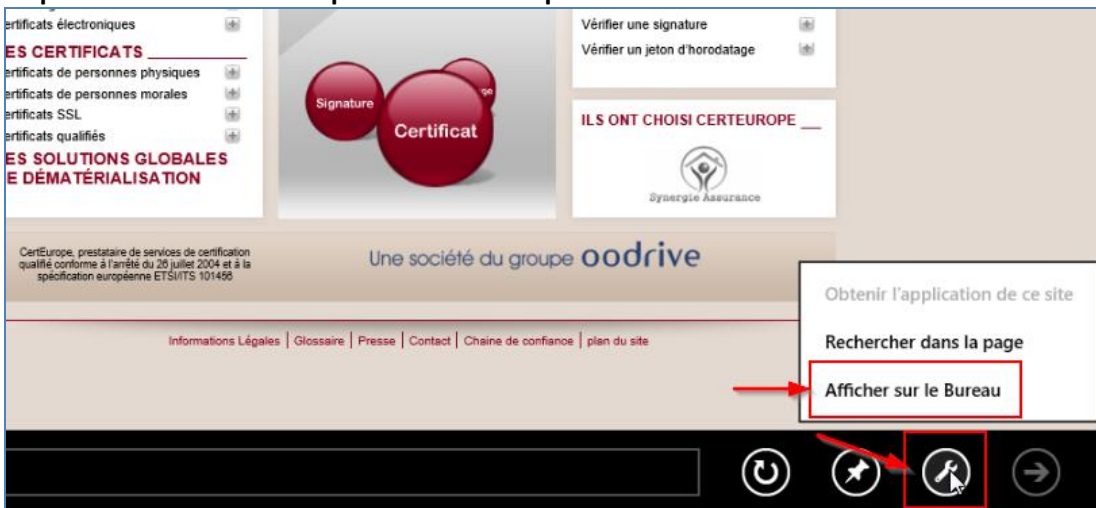 ertificats électroniques
ES CERTIFICATS
ertificats de personnes physiques
ertificats de personnes morales
ertificats SSL
ertificats qualifiés
ES SOLUTIONS GLOBALES
E DÉMATÉRIALISATION
Signature
Certificat
Vérifier une signature
Vérifier un jeton d'horodatage
ILS ONT CHOISI CERTEUROPE
Synergie Assurance
CertEurope, prestataire de services de certification
qualifié conforme à l'arrêté du 26 juillet 2004 et à la
spécification européenne ETSI/ITS 101456
Une société du groupe oodrive
Informations Légales | Glossaire | Presse | Contact | Chaine de confiance | plan du site
Obtenir l'application de ce site
Rechercher dans la page
Afficher sur le Bureau